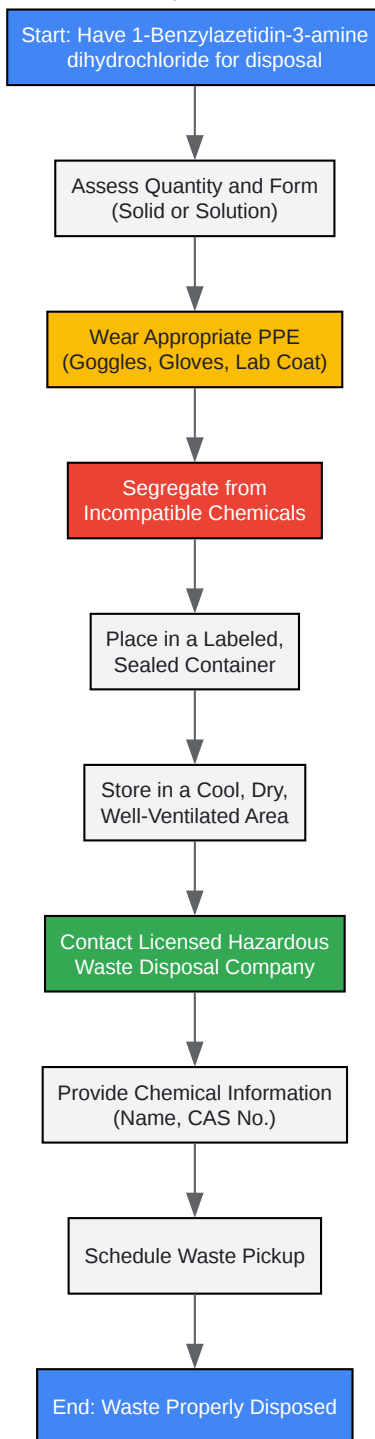 Start: Have 1-Benzylazetidin-3-amine
dihydrochloride for disposal
Assess Quantity and Form
(Solid or Solution)
Wear Appropriate PPE
(Goggles, Gloves, Lab Coat)
Segregate from
Incompatible Chemicals
Place in a Labeled,
Sealed Container
Store in a Cool, Dry,
Well-Ventilated Area
Contact Licensed Hazardous
Waste Disposal Company
Provide Chemical Information
(Name, CAS No.)
Schedule Waste Pickup
End: Waste Properly Disposed